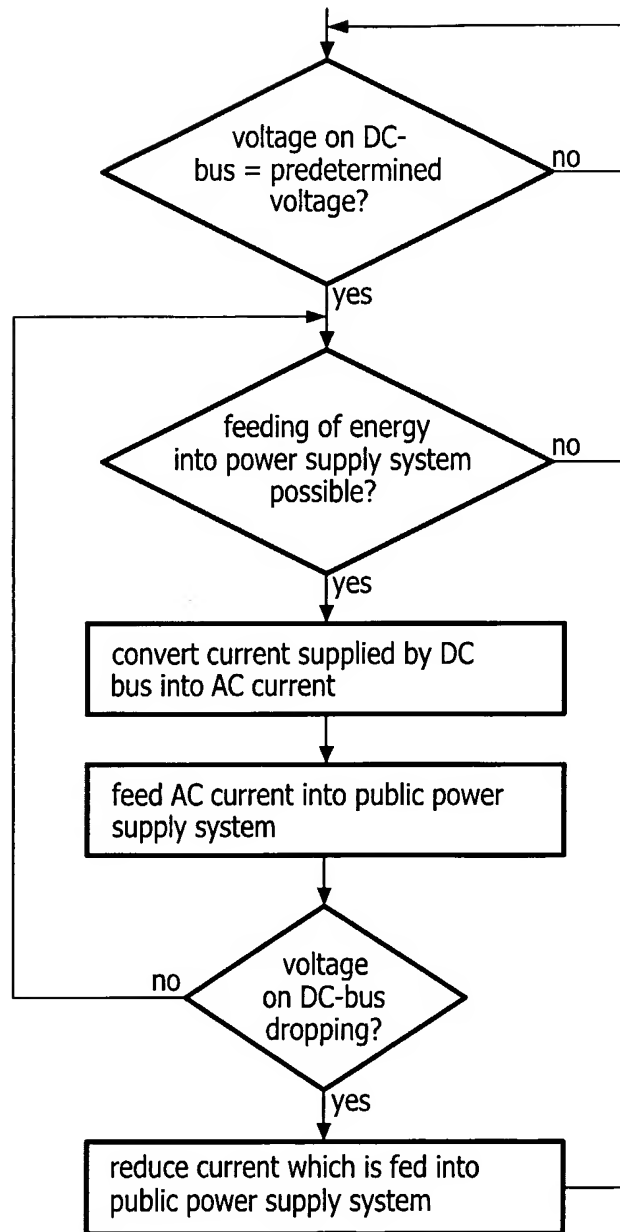 voltage on DC-
bus = predetermined
voltage?
no
yes
feeding of energy
into power supply system
possible?
no
yes
convert current supplied by DC
bus into AC current
feed AC current into public power
supply system
no
voltage
on DC-bus
dropping?
yes
reduce current which is fed into
public power supply system